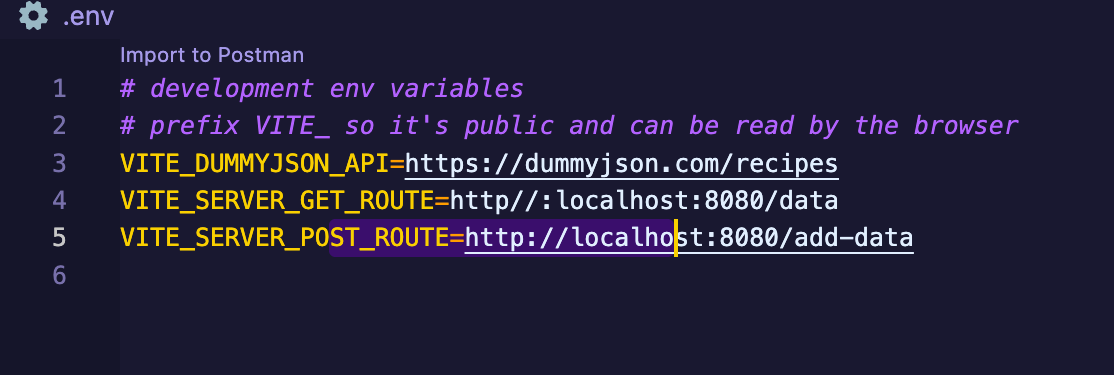 .env
Import to Postman
1 # development env variables
2 # prefix VITE_ so it's public and can be read by the browser
3 VITE_DUMMYJSON_API=https://dummyjson.com/recipes
4 VITE_SERVER_GET_ROUTE=http//:localhost:8080/data
5 VITE_SERVER_POST_ROUTE=http://localhost:8080/add-data
6